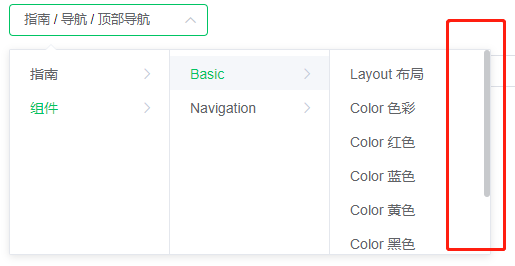 指南 / 导航 / 顶部导航
指南
组件
Basic
Navigation
Layout 布局
Color 色彩
Color 红色
Color 蓝色
Color 黄色
Color 黑色